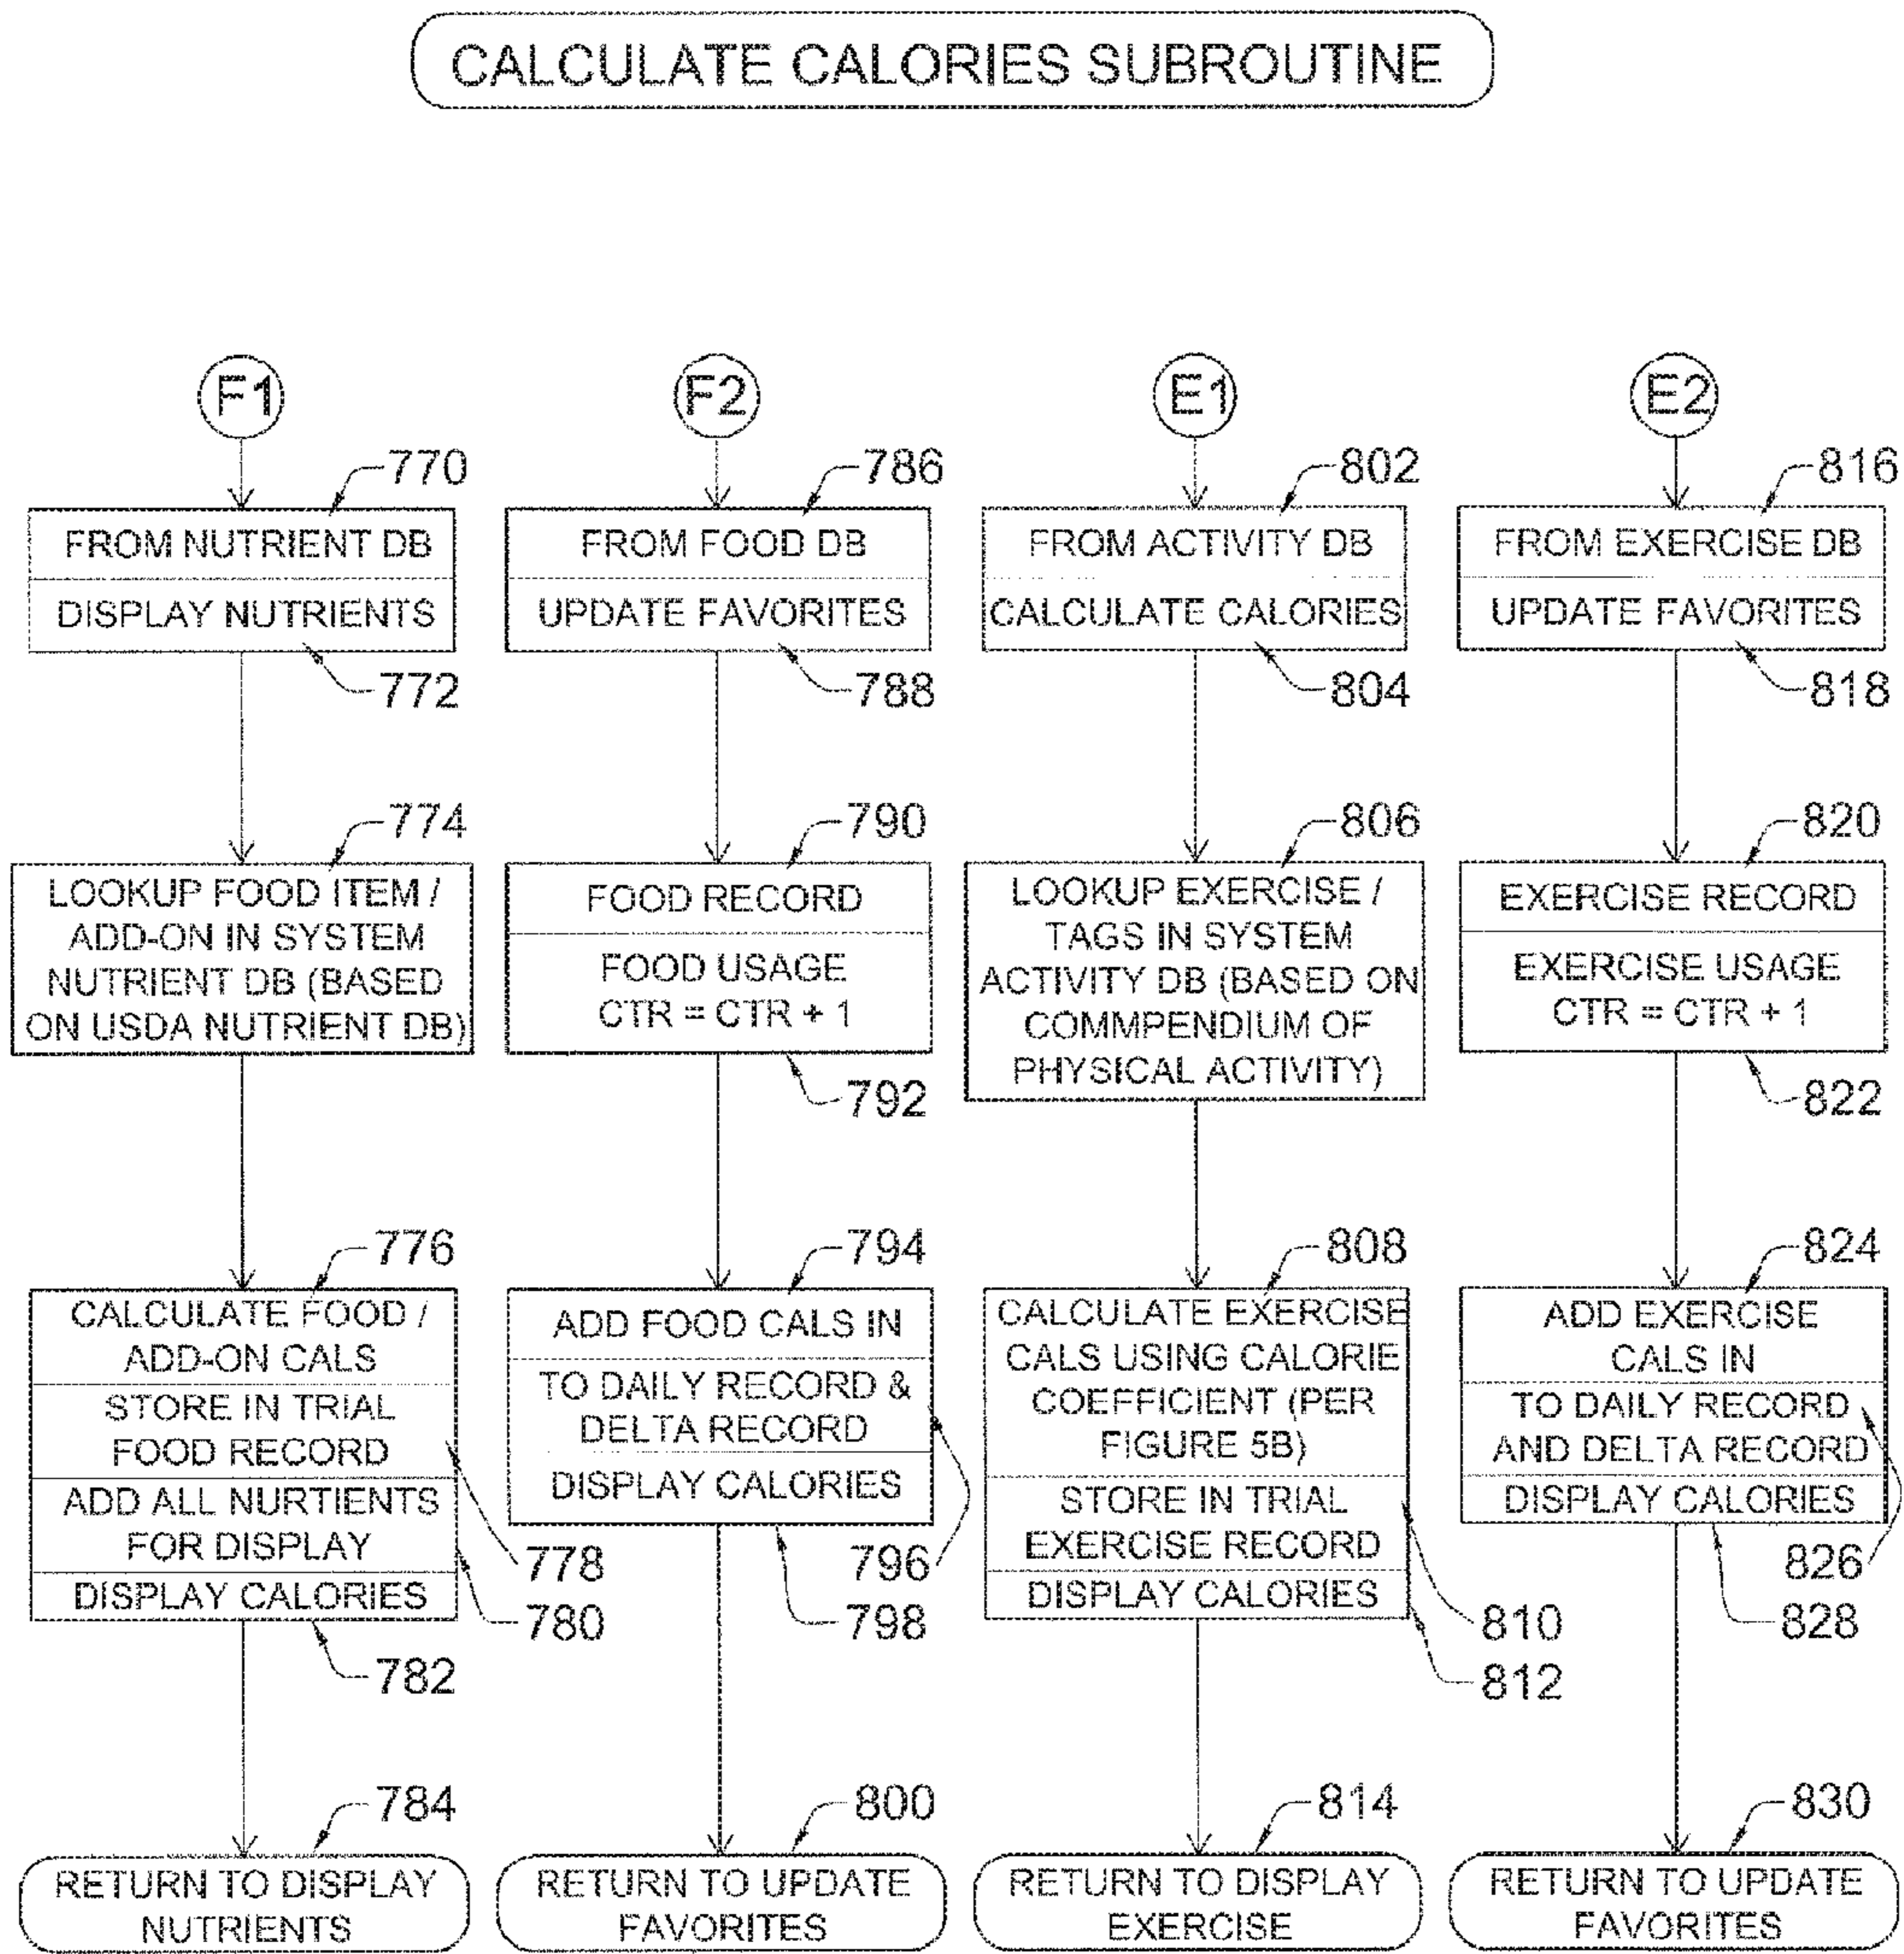 CALCULATE CALORIES SUBROUTINE
F1
770
FROM NUTRIENT DB
DISPLAY NUTRIENTS
772
774
LOOKUP FOOD ITEM /
ADD-ON IN SYSTEM
NUTRIENT DB (BASED
ON USDA NUTRIENT DB)
776
CALCULATE FOOD /
ADD-ON CALS
STORE IN TRIAL
FOOD RECORD
ADD ALL NURTIENTS
FOR DISPLAY
DISPLAY CALORIES
778
780
782
784
RETURN TO DISPLAY
NUTRIENTS
F2
786
FROM FOOD DB
UPDATE FAVORITES
788
790
FOOD RECORD
FOOD USAGE
CTR = CTR + 1
792
794
ADD FOOD CALS IN
TO DAILY RECORD &
DELTA RECORD
DISPLAY CALORIES
796
798
800
RETURN TO UPDATE
FAVORITES
E1
802
FROM ACTIVITY DB
CALCULATE CALORIES
804
806
LOOKUP EXERCISE /
TAGS IN SYSTEM
ACTIVITY DB (BASED ON
COMMPENDIUM OF
PHYSICAL ACTIVITY)
808
CALCULATE EXERCISE
CALS USING CALORIE
COEFFICIENT (PER
FIGURE 5B)
STORE IN TRIAL
EXERCISE RECORD
DISPLAY CALORIES
810
812
814
RETURN TO DISPLAY
EXERCISE
E2
816
FROM EXERCISE DB
UPDATE FAVORITES
818
820
EXERCISE RECORD
EXERCISE USAGE
CTR = CTR + 1
822
824
ADD EXERCISE
CALS IN
TO DAILY RECORD
AND DELTA RECORD
DISPLAY CALORIES
826
828
830
RETURN TO UPDATE
FAVORITES